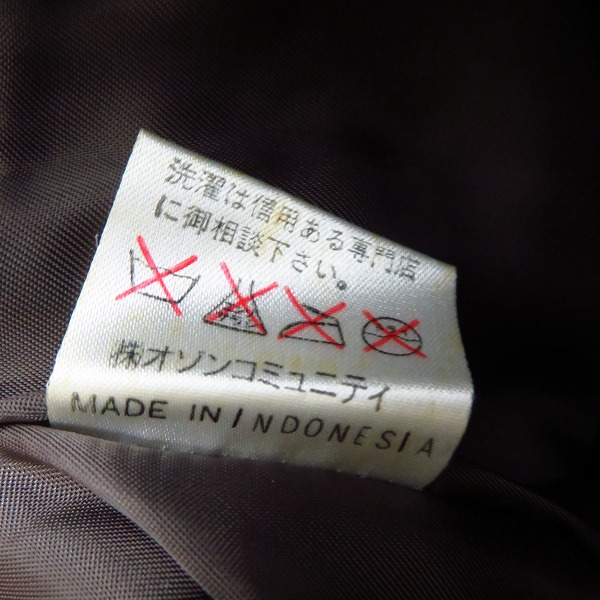 洗濯は信用ある専門店
に御相談下さい。
㈱オゾンコミュニティ
MADE IN INDONESIA